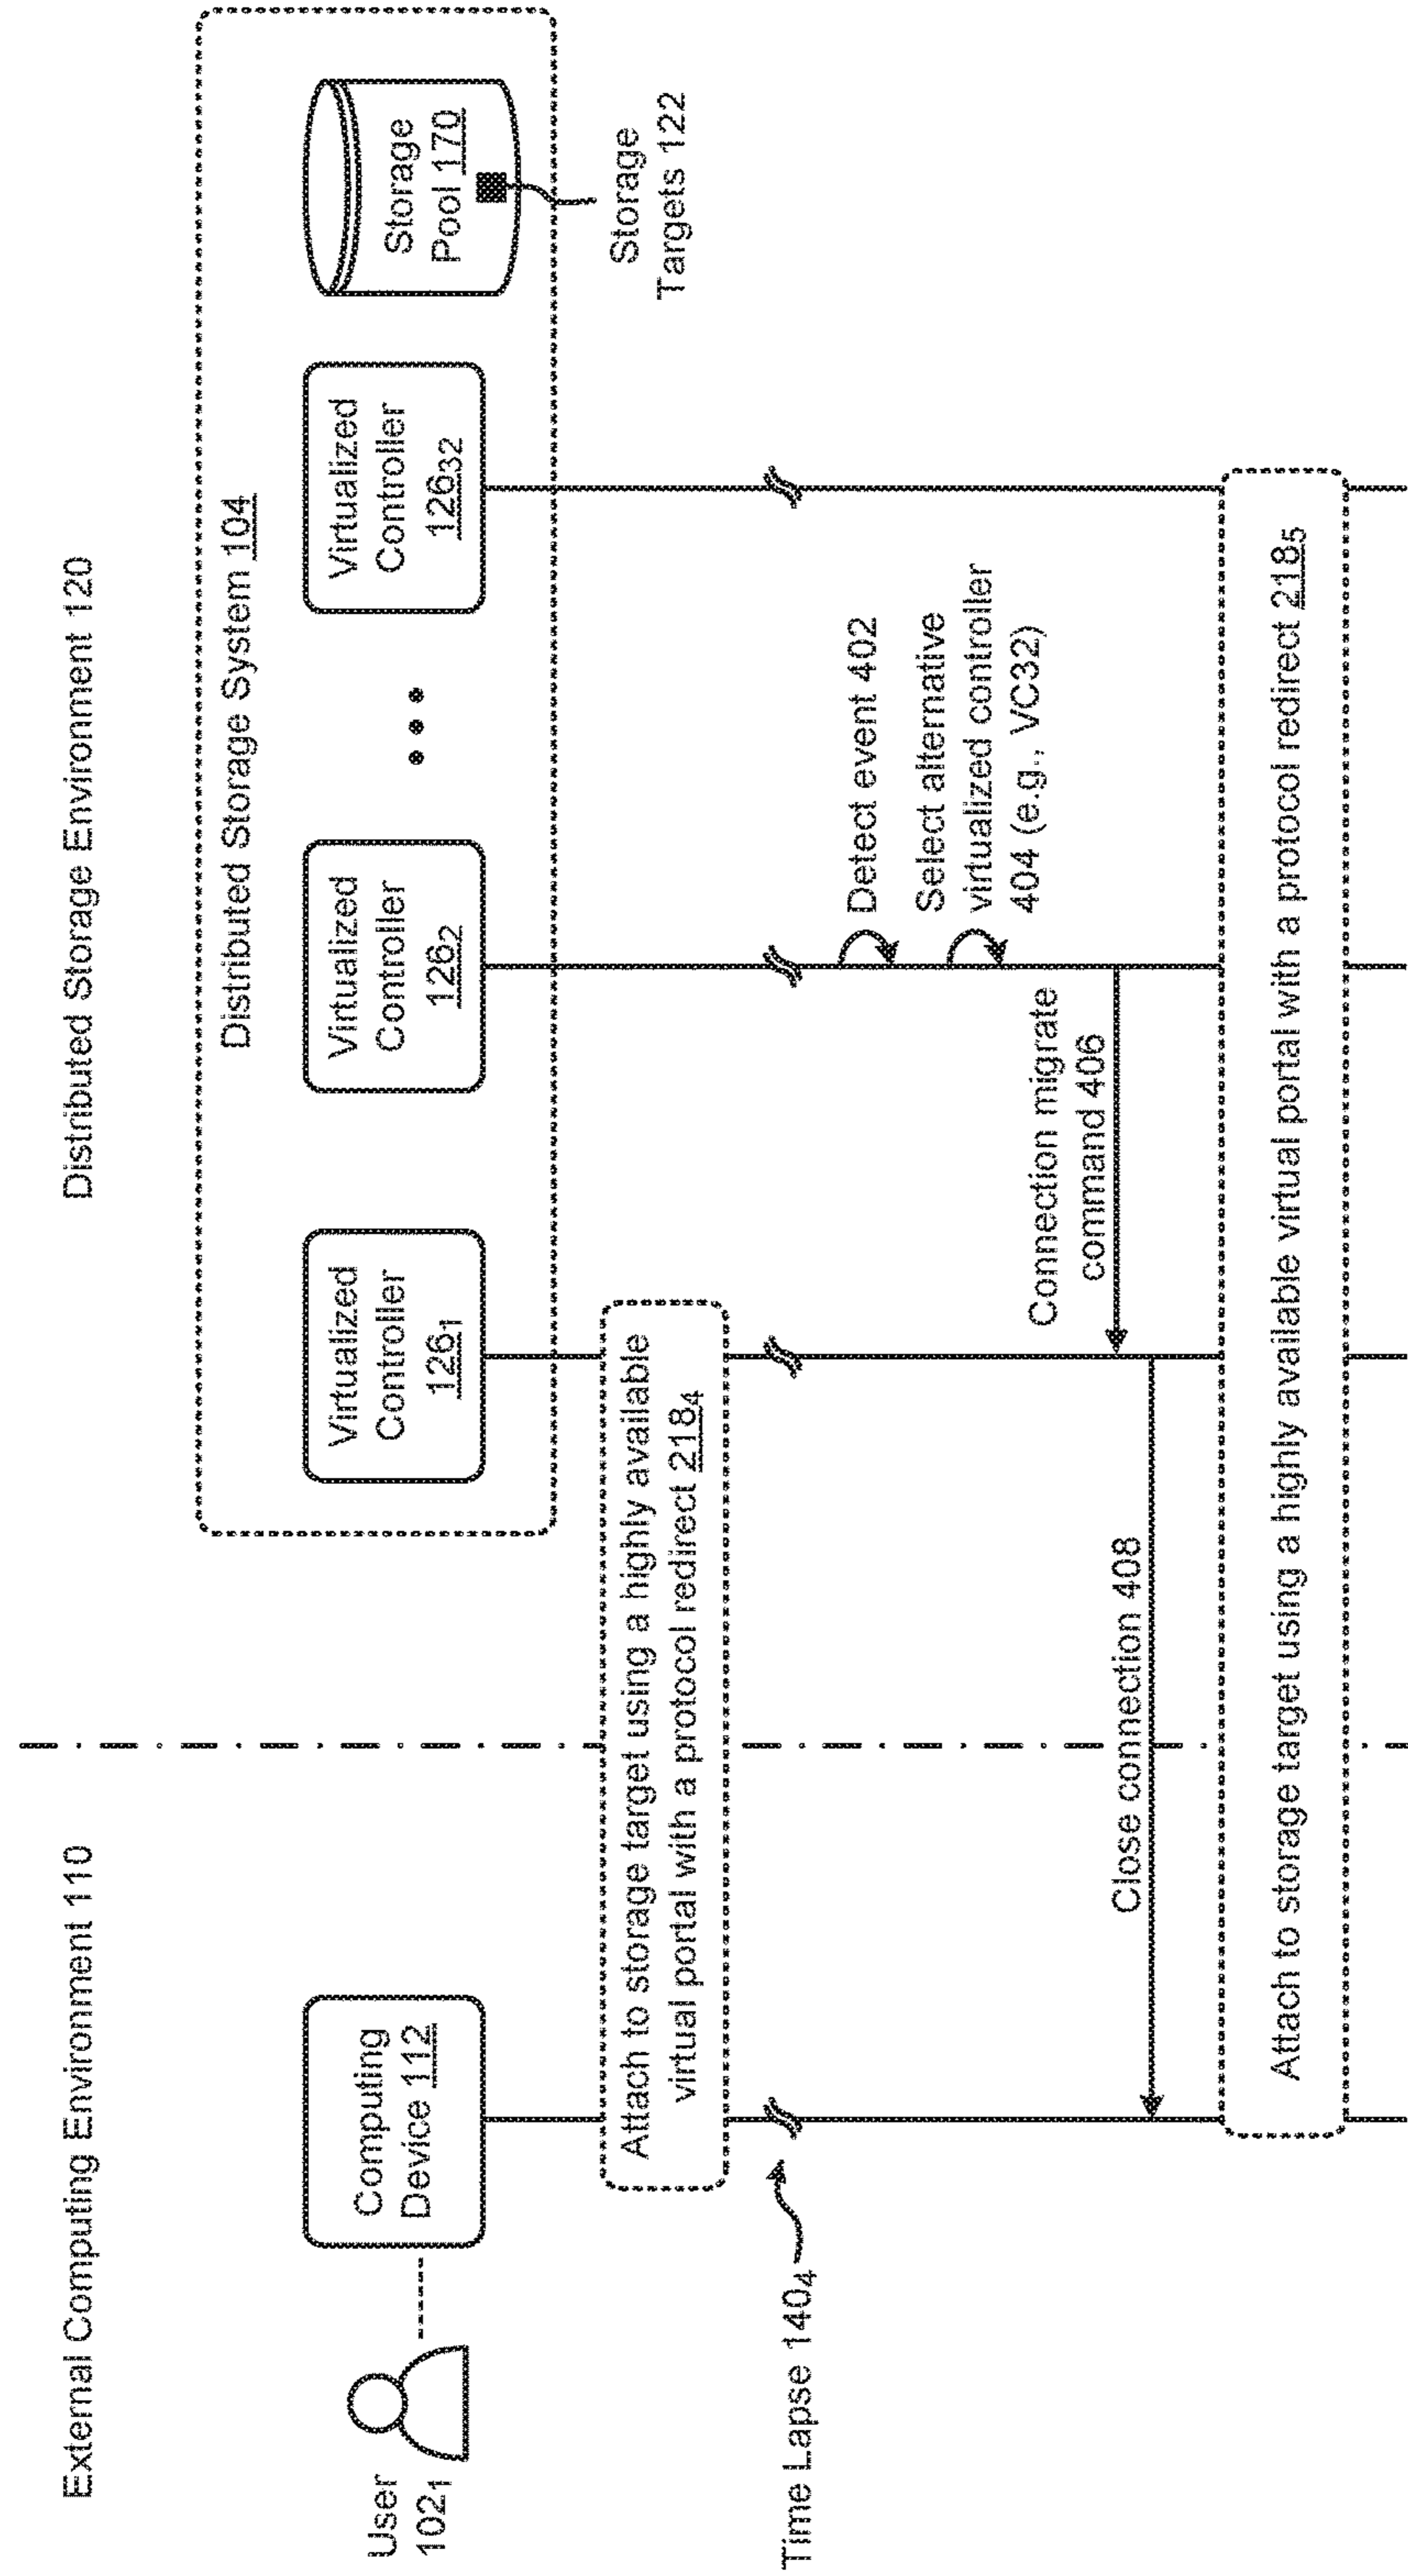 External Computing Environment 110
Distributed Storage Environment 120
Distributed Storage System 104
User
102₁
Computing
Device 112
Virtualized
Controller
126₁
Virtualized
Controller
126₂
Virtualized
Controller
126₃₂
Storage
Pool 170
Storage
Targets 122
Attach to storage target using a highly available
virtual portal with a protocol redirect 218₄
Time Lapse 140₄
Detect event 402
Select alternative
virtualized controller
404 (e.g., VC32)
Connection migrate
command 406
Close connection 408
Attach to storage target using a highly available virtual portal with a protocol redirect 218₅